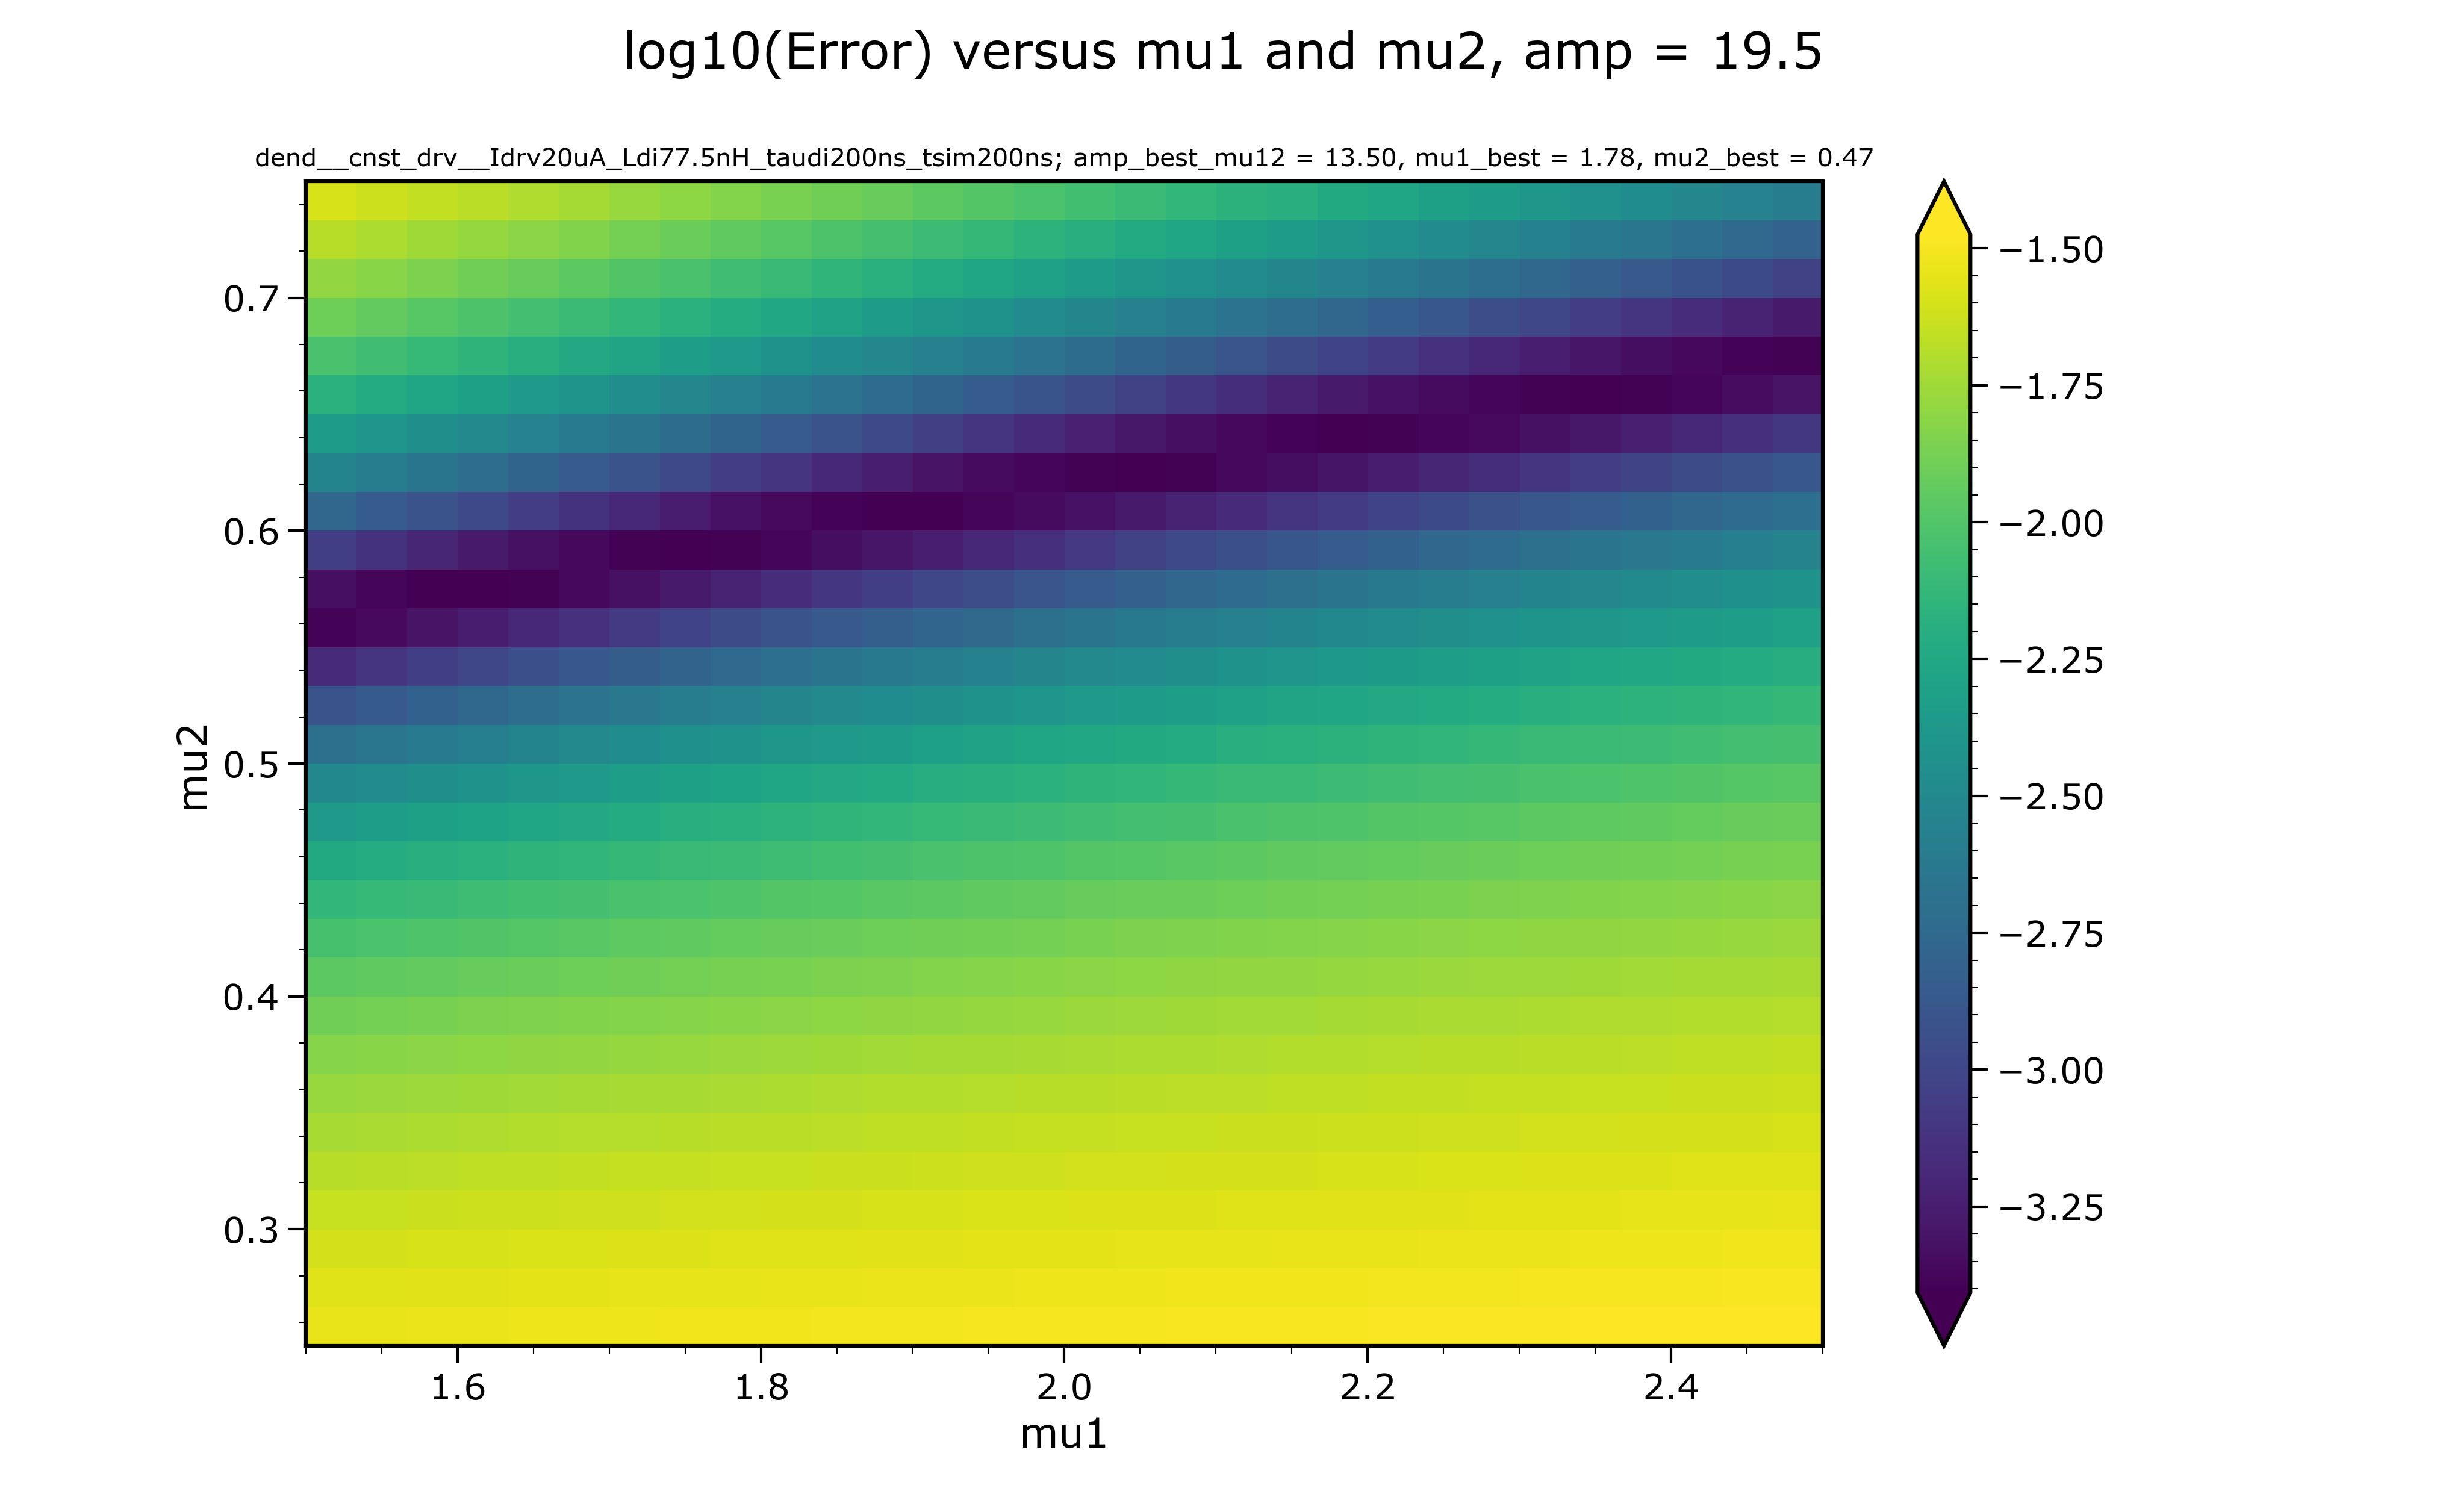 log10(Error) versus mu1 and mu2, amp = 19.5
dend__cnst_drv__Idrv20uA_Ldi77.5nH_taudi200ns_tsim200ns; amp_best_mu12 = 13.50, mu1_best = 1.78, mu2_best = 0.47
0.7
0.6
0.5
0.4
0.3
mu2
1.6 1.8 2.0 2.2 2.4
mu1
−1.50
−1.75
−2.00
−2.25
−2.50
−2.75
−3.00
−3.25